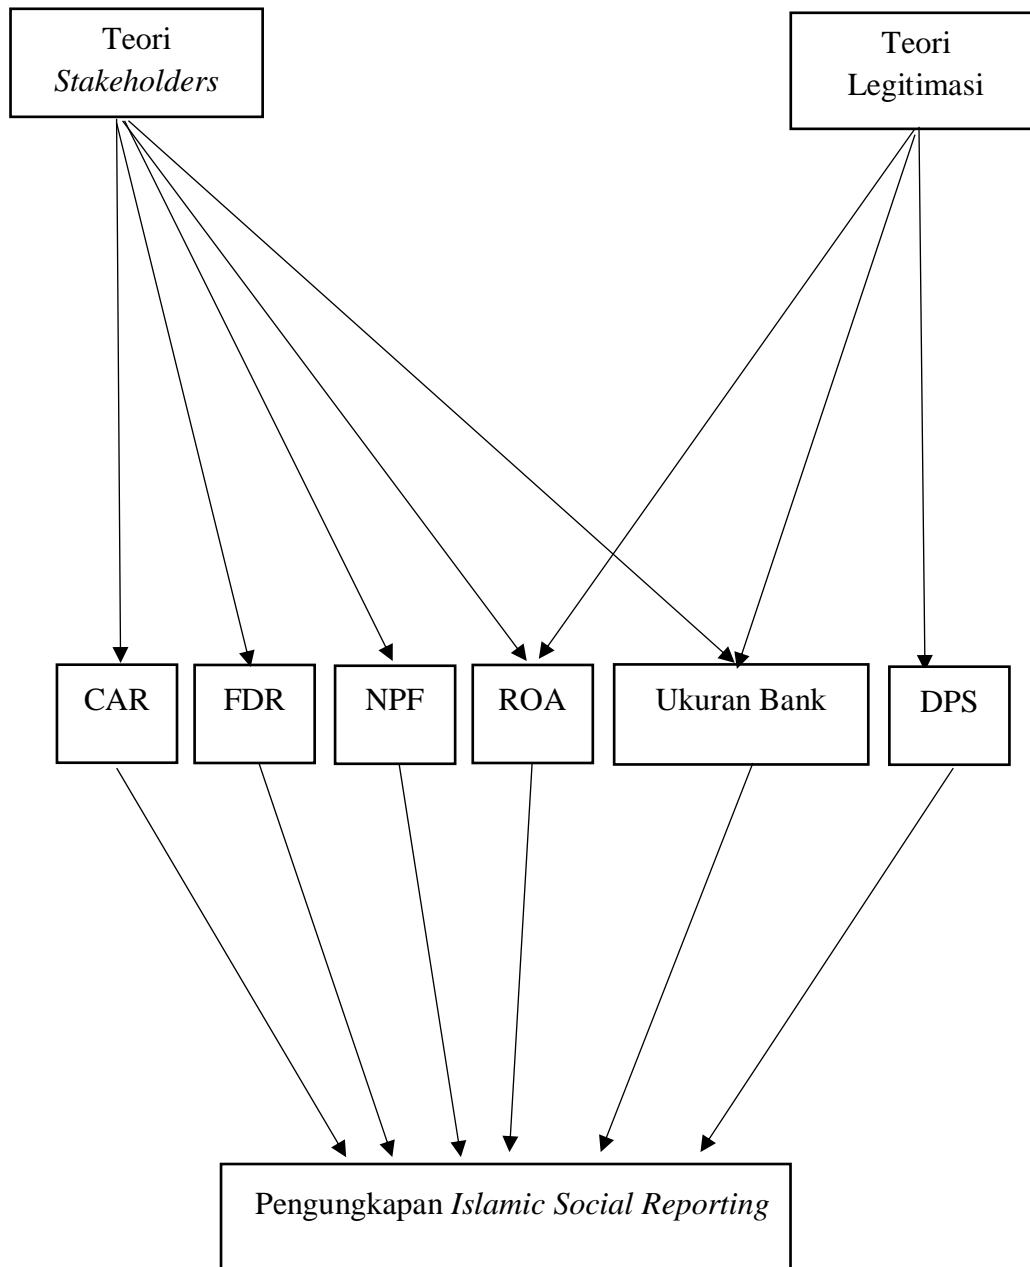 Teori
Stakeholders
Teori
Legitimasi
CAR
FDR
NPF
ROA
Ukuran Bank
DPS
Pengungkapan Islamic Social Reporting